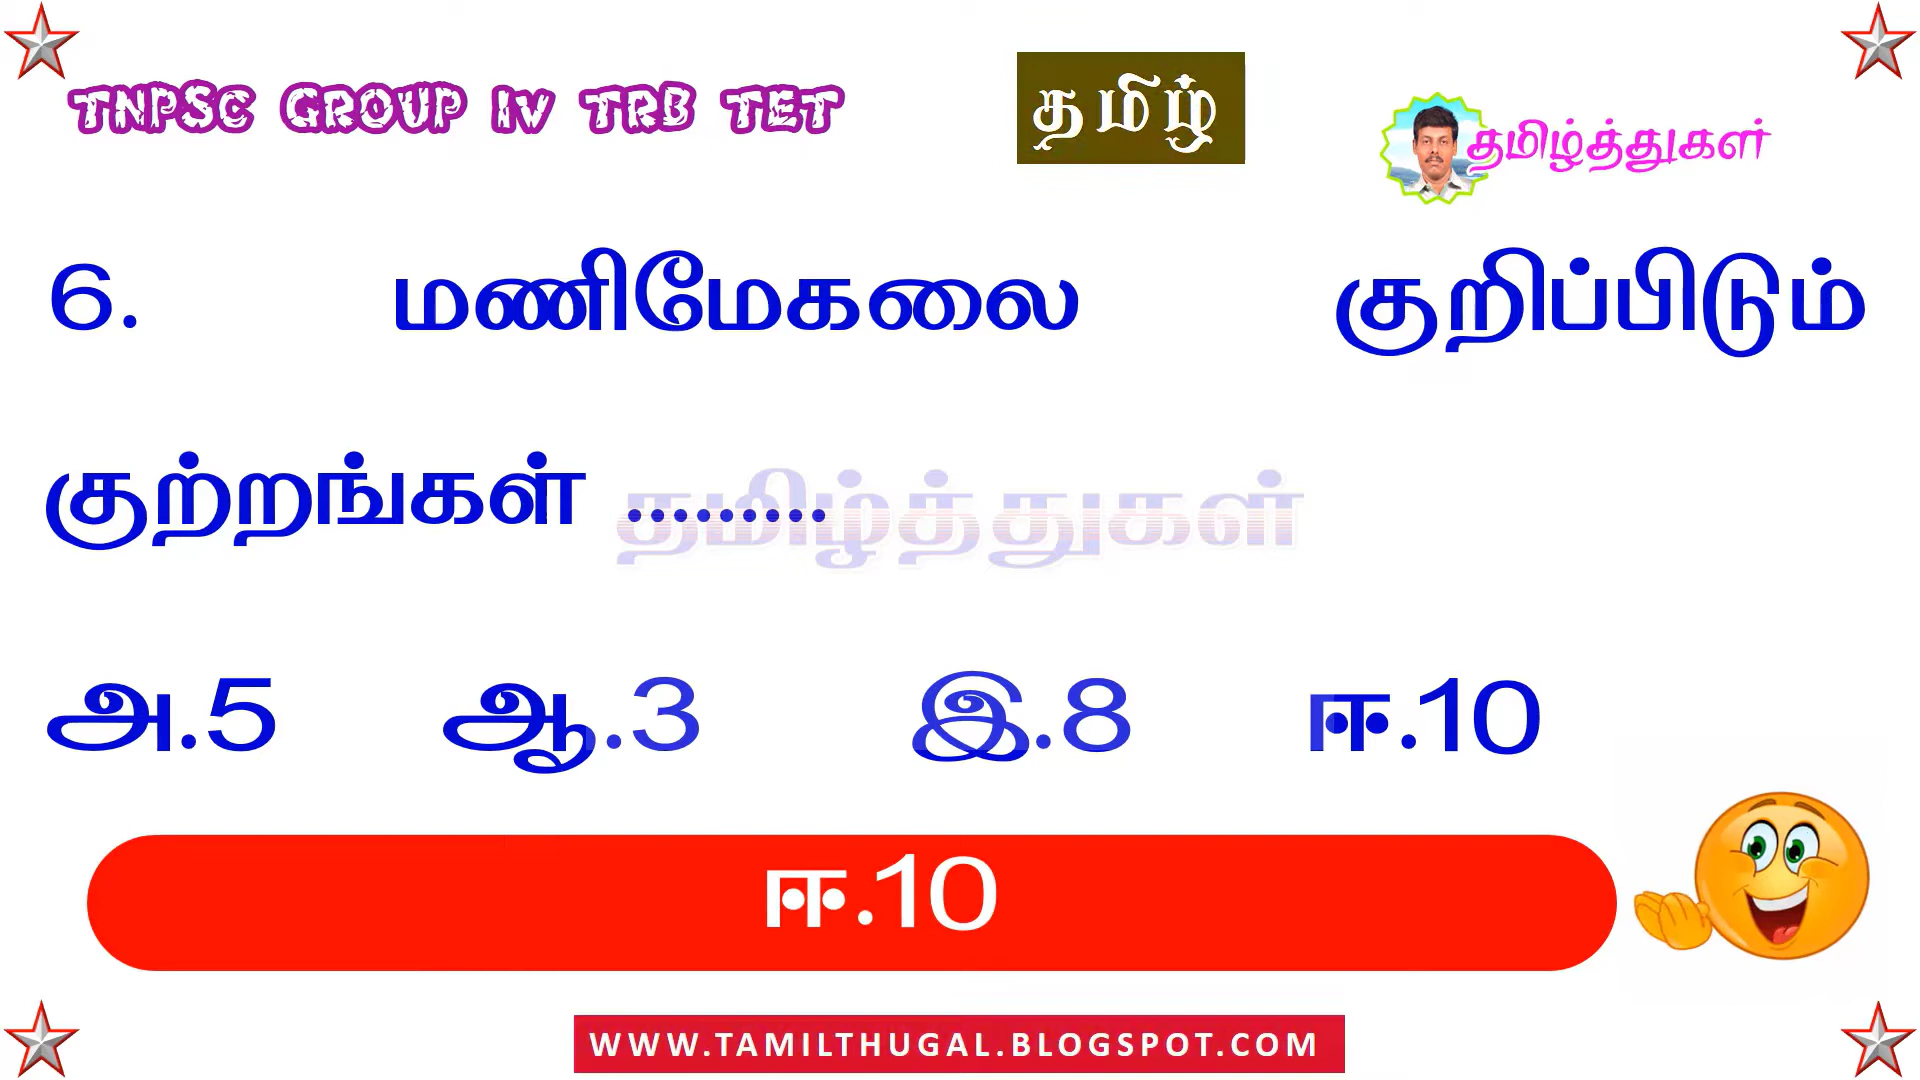 TNPSC GROUP IV TRB TET
தமிழ்
தமிழ்த்துகள்
6. மணிமேகலை குறிப்பிடும்
குற்றங்கள் .........
தமிழ்த்துகள்
அ.5 ஆ.3 இ.8 ஈ.10
ஈ.10
WWW.TAMILTHUGAL.BLOGSPOT.COM